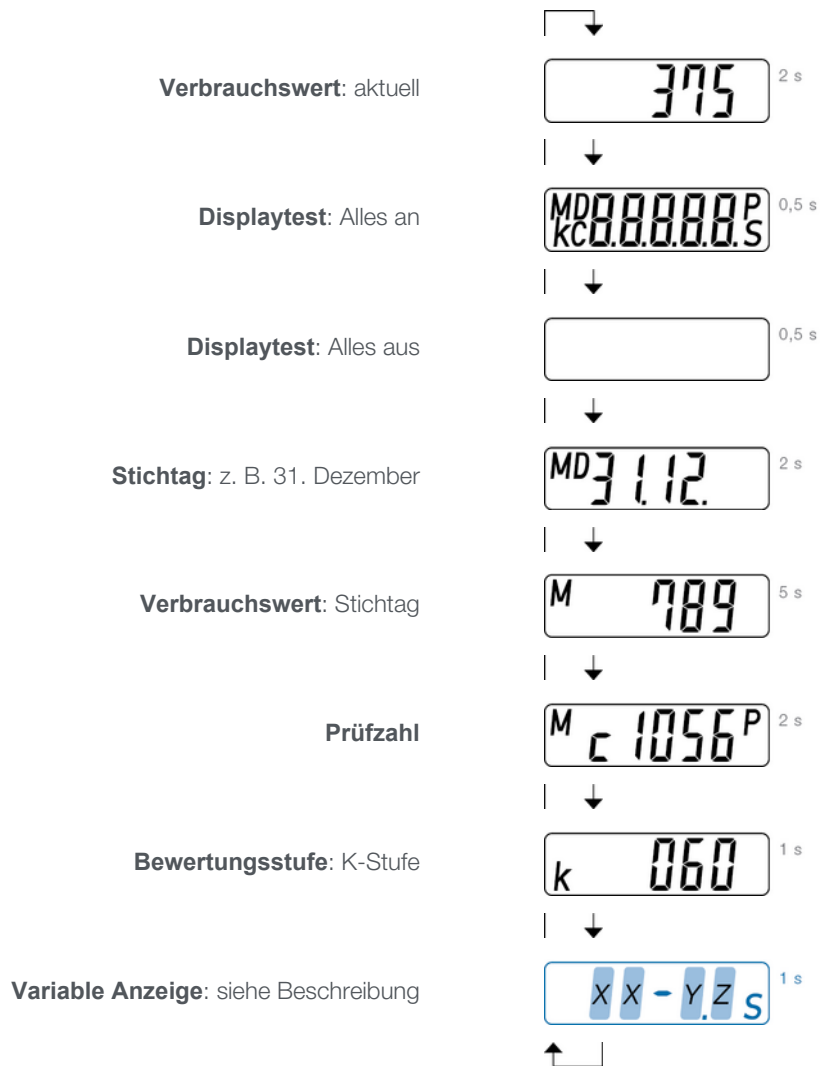 Verbrauchswert: aktuell
375
2 s
Displaytest: Alles an
MD
kC
8.8.8.8.8.
P
S
0,5 s
Displaytest: Alles aus
0,5 s
Stichtag: z. B. 31. Dezember
MD 31.12.
2 s
Verbrauchswert: Stichtag
M 789
5 s
Prüfzahl
M c 1056 P
2 s
Bewertungsstufe: K-Stufe
k 060
1 s
Variable Anzeige: siehe Beschreibung
X X - Y.Z S
1 s